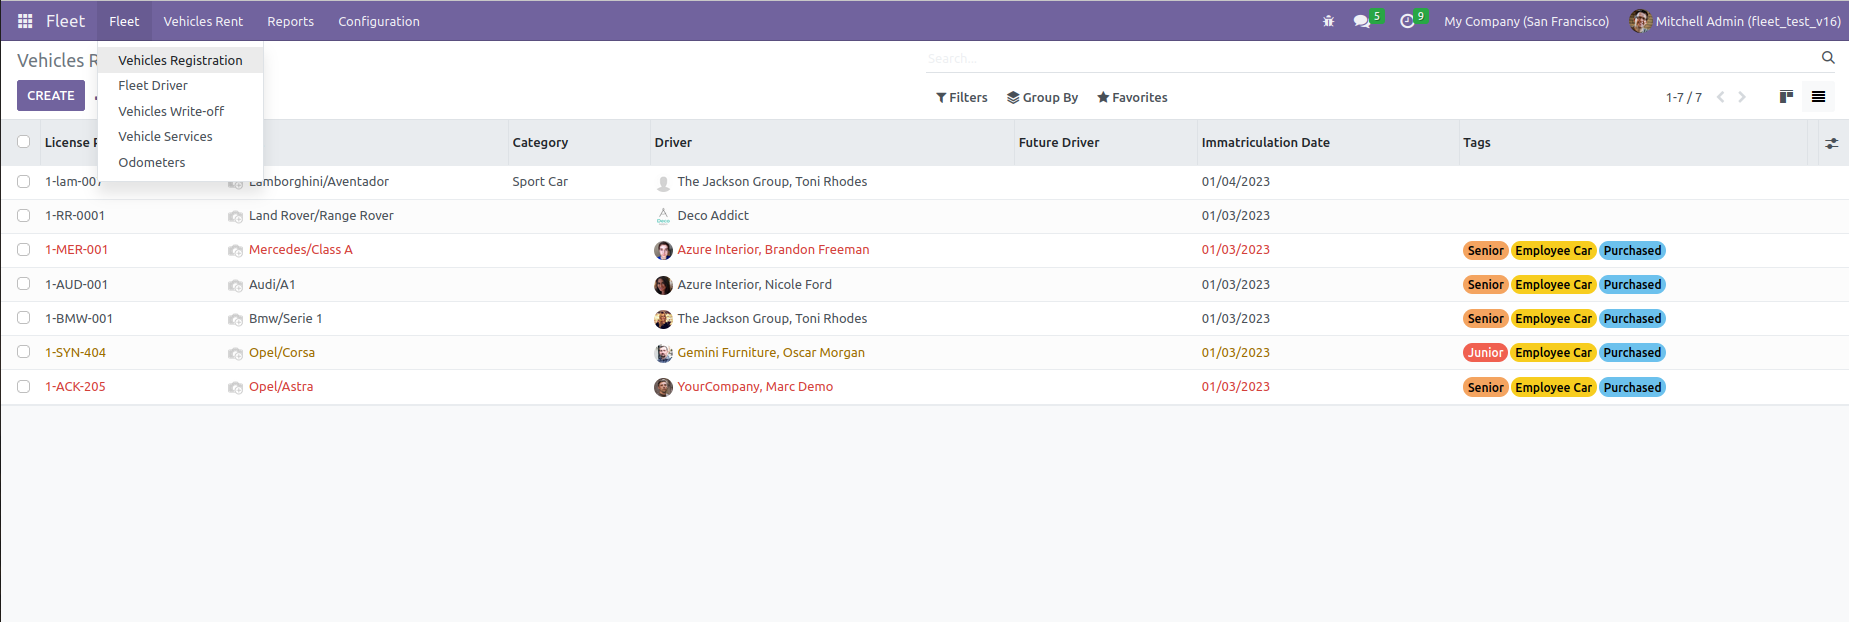 Fleet Fleet Vehicles Rent Reports Configuration 5 9 My Company (San Francisco) Mitchell Admin (fleet_test_v16)
Vehicles R
Search...
Vehicles Registration
Fleet Driver
Vehicles Write-off
Vehicle Services
Odometers
CREATE Filters Group By Favorites 1-7 / 7
License Category Driver Future Driver Immatriculation Date Tags
1-lam-007 Lamborghini/Aventador Sport Car The Jackson Group, Toni Rhodes 01/04/2023
1-RR-0001 Land Rover/Range Rover Deco Addict 01/03/2023
1-MER-001 Mercedes/Class A Azure Interior, Brandon Freeman 01/03/2023 Senior Employee Car Purchased
1-AUD-001 Audi/A1 Azure Interior, Nicole Ford 01/03/2023 Senior Employee Car Purchased
1-BMW-001 Bmw/Serie 1 The Jackson Group, Toni Rhodes 01/03/2023 Senior Employee Car Purchased
1-SYN-404 Opel/Corsa Gemini Furniture, Oscar Morgan 01/03/2023 Junior Employee Car Purchased
1-ACK-205 Opel/Astra YourCompany, Marc Demo 01/03/2023 Senior Employee Car Purchased